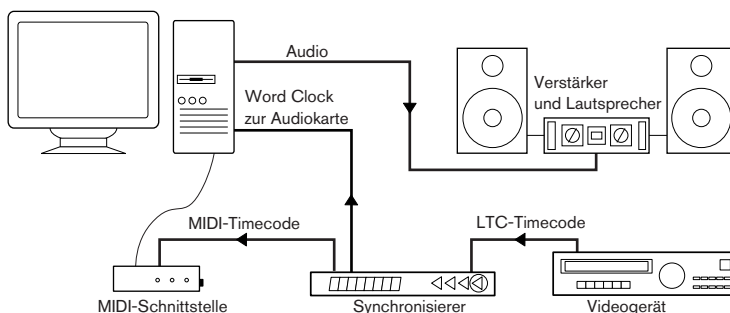 Audio
Verstärker
und Lautsprecher
Word Clock
zur Audiokarte
MIDI-Timecode
LTC-Timecode
MIDI-Schnittstelle
Synchronisierer
Videogerät